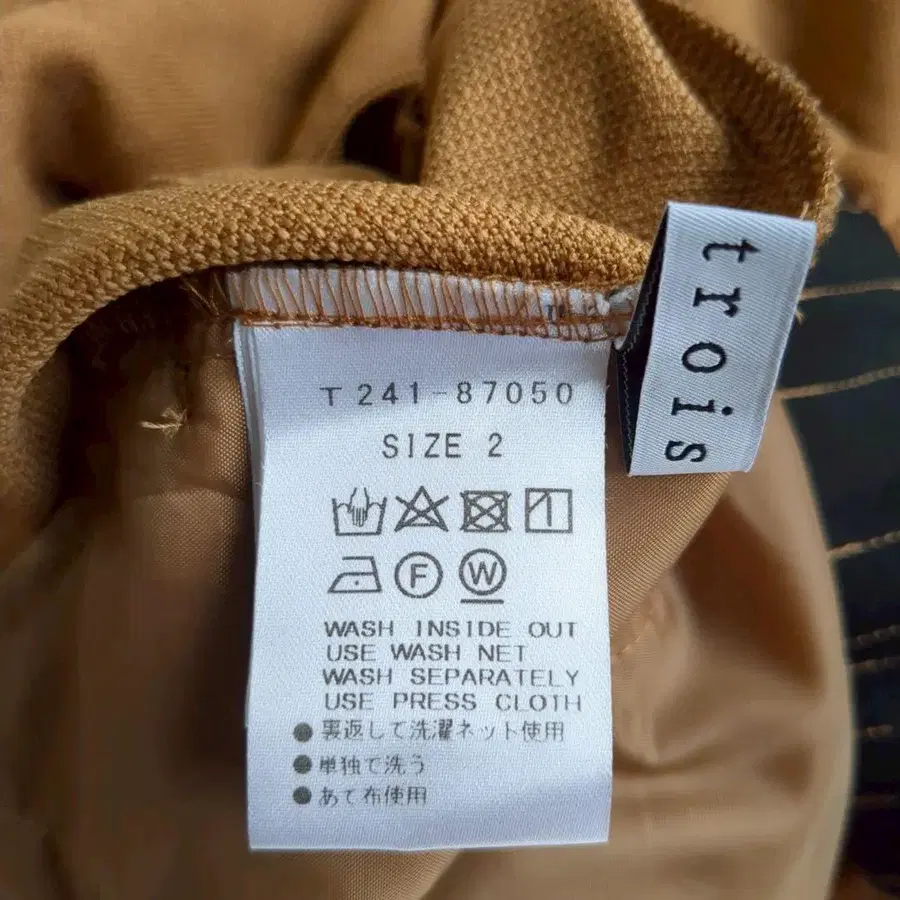 T241-87050
SIZE 2
F W
WASH INSIDE OUT
USE WASH NET
WASH SEPARATELY
USE PRESS CLOTH
●裏返して洗濯ネット使用
●単独で洗う
●あて布使用
trois